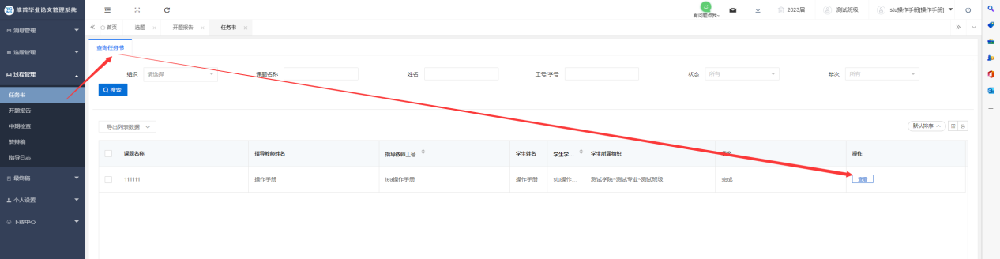 维普毕业论文管理系统
有问题点我~
2023届
测试班级
stu操作手册[操作手册]
消息管理
选题管理
过程管理
任务书
开题报告
中期检查
答辩稿
指导日志
最终稿
个人设置
下载中心
首页
选题 ×
开题报告 ×
任务书 ×
查询任务书
组织 请选择
课题名称
姓名
工号/学号
状态 所有
届次 所有
搜索
导出列表数据
默认排序
课题名称 指导教师姓名 指导教师工号 学生姓名 学生学... 学生所属组织 状态 操作
111111 操作手册 tea操作手册 操作手册 stu操作... 测试学院~测试专业~测试班级 完成 查看